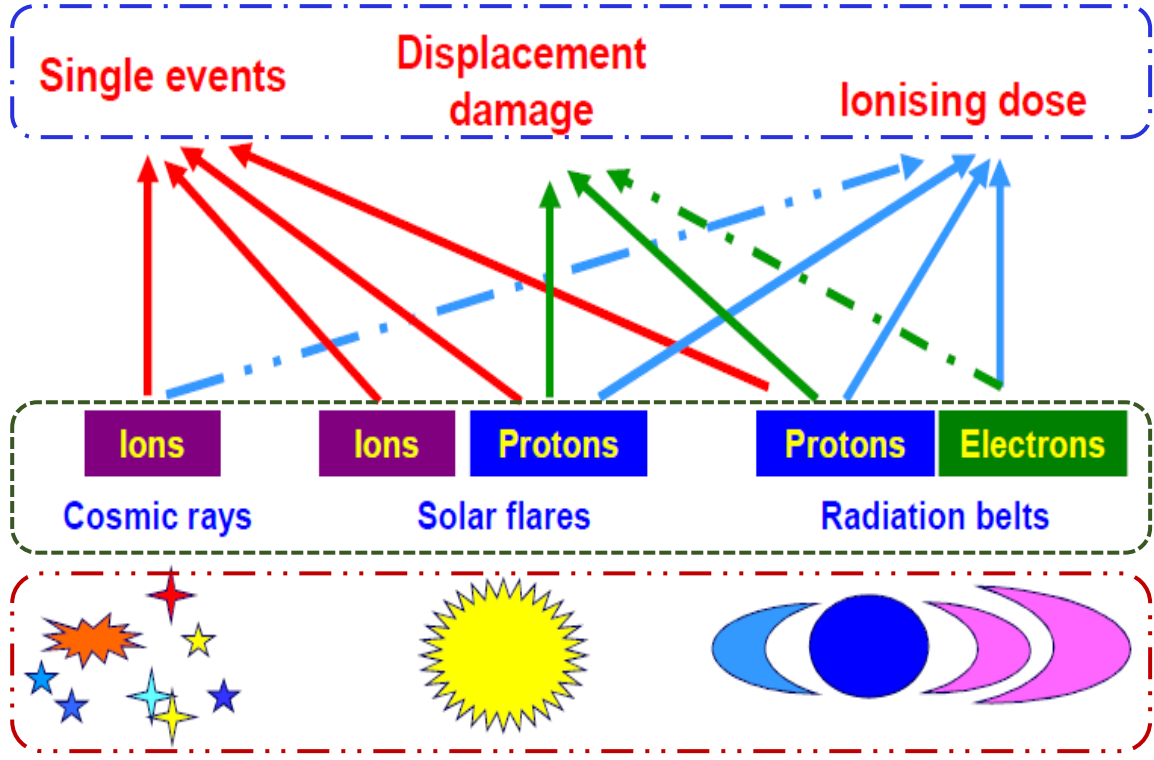 Single events
Displacement
damage
Ionising dose
Ions
Ions
Protons
Protons
Electrons
Cosmic rays
Solar flares
Radiation belts